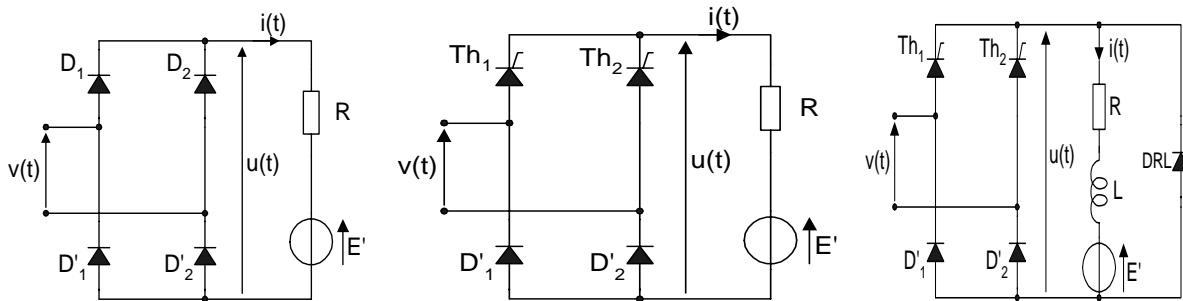 i(t)
D1 D2
R
v(t) u(t)
D'1 D'2 E'
i(t)
Th1 Th2
R
v(t) u(t)
D'1 D'2 E'
Th1 Th2 i(t)
R
v(t) u(t) DRL
L
D'1 D'2 E'